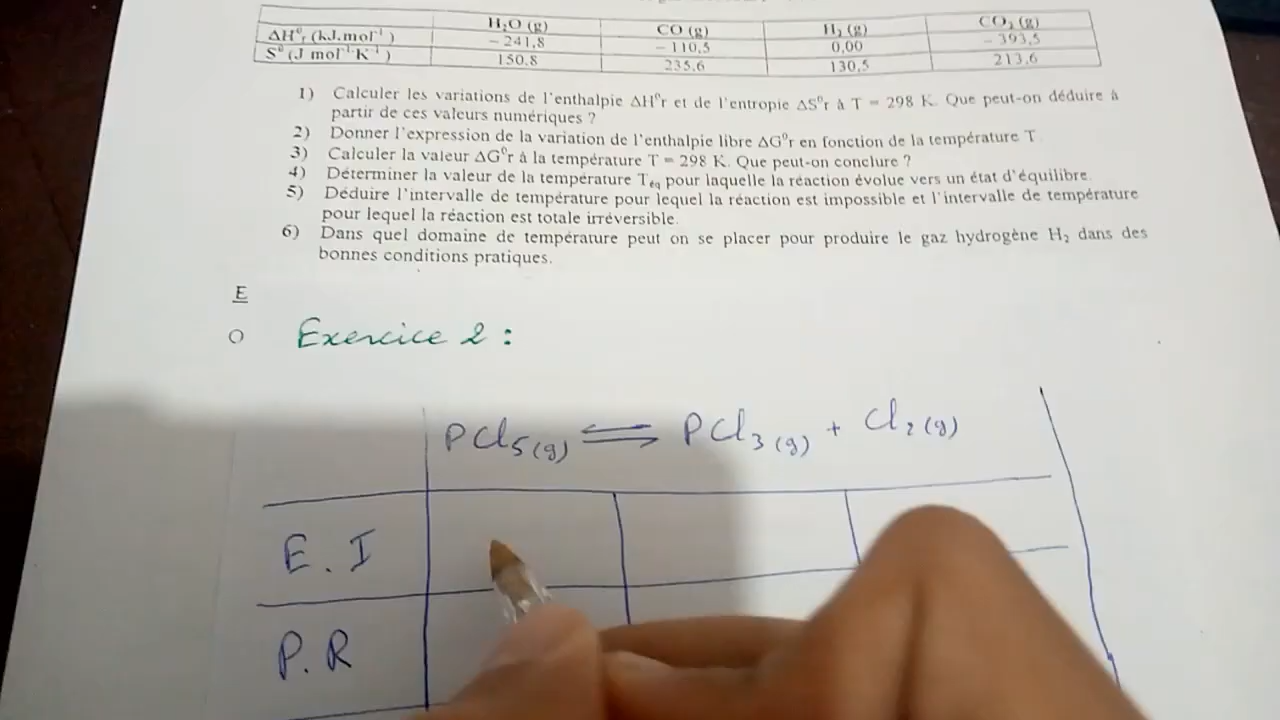 H₂O (g) CO (g) H₂ (g) CO₂ (g)
ΔH⁰f (kJ.mol⁻¹) – 241,8 – 110,5 0,00 – 393,5
S⁰ (J mol⁻¹K⁻¹) 150,8 235,6 130,5 213,6
1) Calculer les variations de l'enthalpie ΔH⁰r et de l'entropie ΔS⁰r à T = 298 K. Que peut-on déduire à
partir de ces valeurs numériques ?
2) Donner l'expression de la variation de l'enthalpie libre ΔG⁰r en fonction de la température T
3) Calculer la valeur ΔG⁰r à la température T = 298 K. Que peut-on conclure ?
4) Déterminer la valeur de la température Téq pour laquelle la réaction évolue vers un état d'équilibre.
5) Déduire l'intervalle de température pour lequel la réaction est impossible et l'intervalle de température
pour lequel la réaction est totale irréversible.
6) Dans quel domaine de température peut on se placer pour produire le gaz hydrogène H₂ dans des
bonnes conditions pratiques.
E
O Exercice 2 :
PCl₅(g) ⇌ PCl₃(g) + Cl₂(g)
E.I
P.R